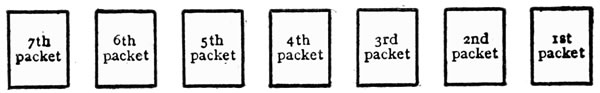 7th
packet
6th
packet
5th
packet
4th
packet
3rd
packet
2nd
packet
1st
packet